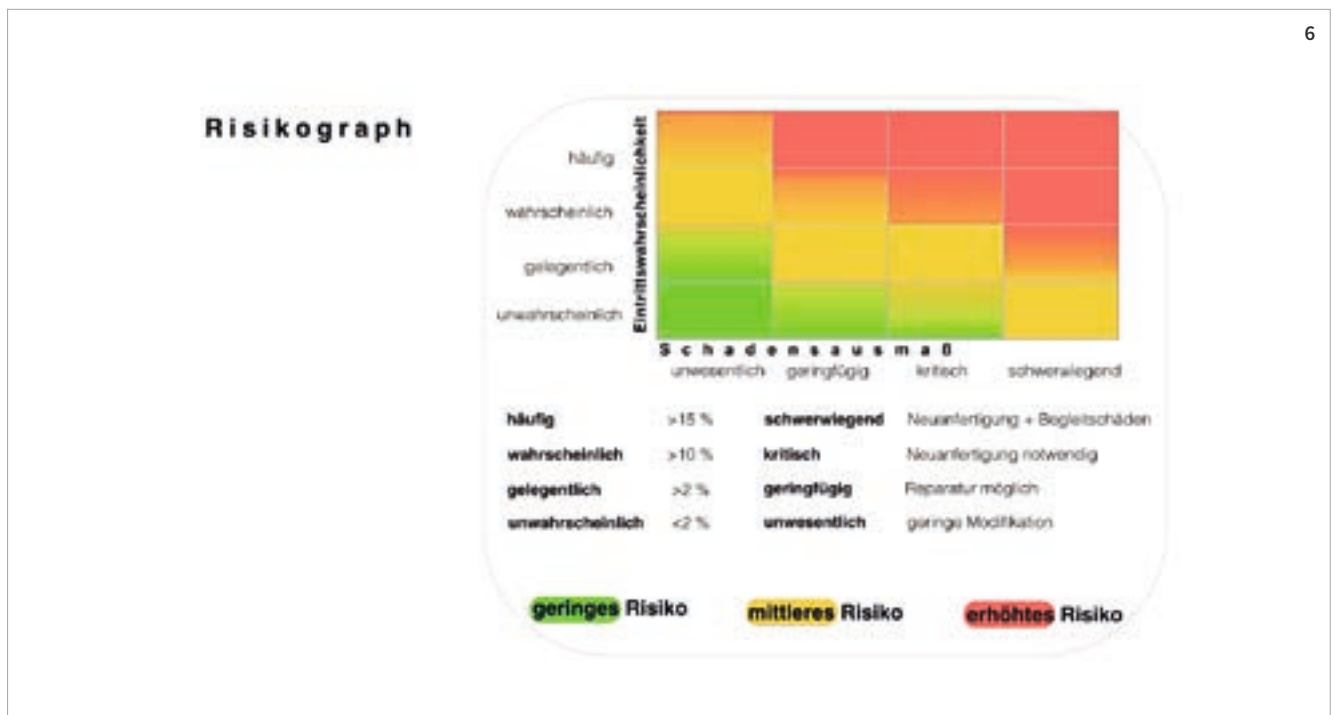 6
Risikograph
Eintrittswahrscheinlichkeit
häufig
wahrscheinlich
gelegentlich
unwahrscheinlich
Schadensausmaß
unwesentlich geringfügig kritisch schwerwiegend
häufig >15 % schwerwiegend Neuanfertigung + Begleitschäden
wahrscheinlich >10 % kritisch Neuanfertigung notwendig
gelegentlich >2 % geringfügig Reparatur möglich
unwahrscheinlich <2 % unwesentlich geringe Modifikation
geringes Risiko mittleres Risiko erhöhtes Risiko